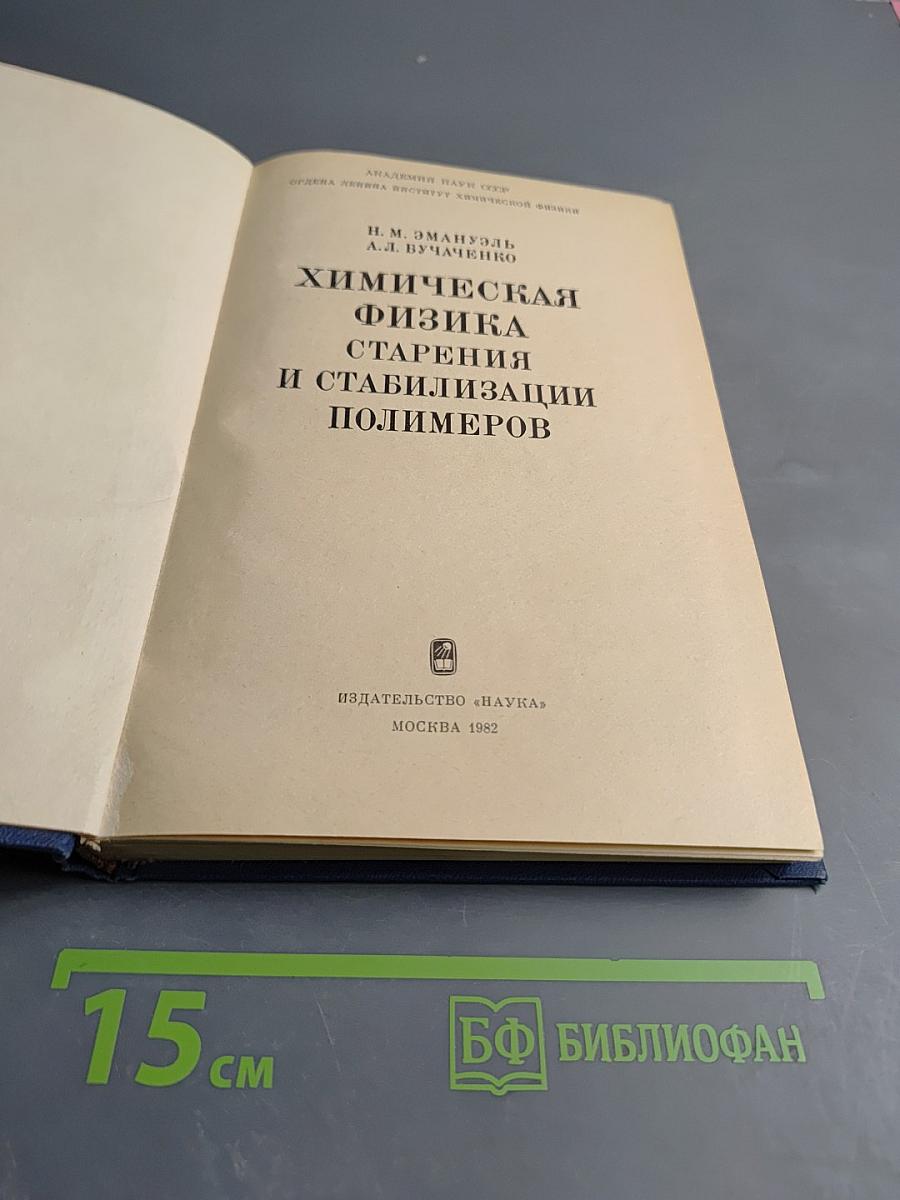 АКАДЕМИЯ НАУК СССР
ОРДЕНА ЛЕНИНА ИНСТИТУТ ХИМИЧЕСКОЙ ФИЗИКИ
Н. М. ЭМАНУЭЛЬ
А. Л. БУЧАЧЕНКО
ХИМИЧЕСКАЯ
ФИЗИКА
СТАРЕНИЯ
И СТАБИЛИЗАЦИИ
ПОЛИМЕРОВ
ИЗДАТЕЛЬСТВО «НАУКА»
МОСКВА 1982
15 см
БФ БИБЛИОФАН